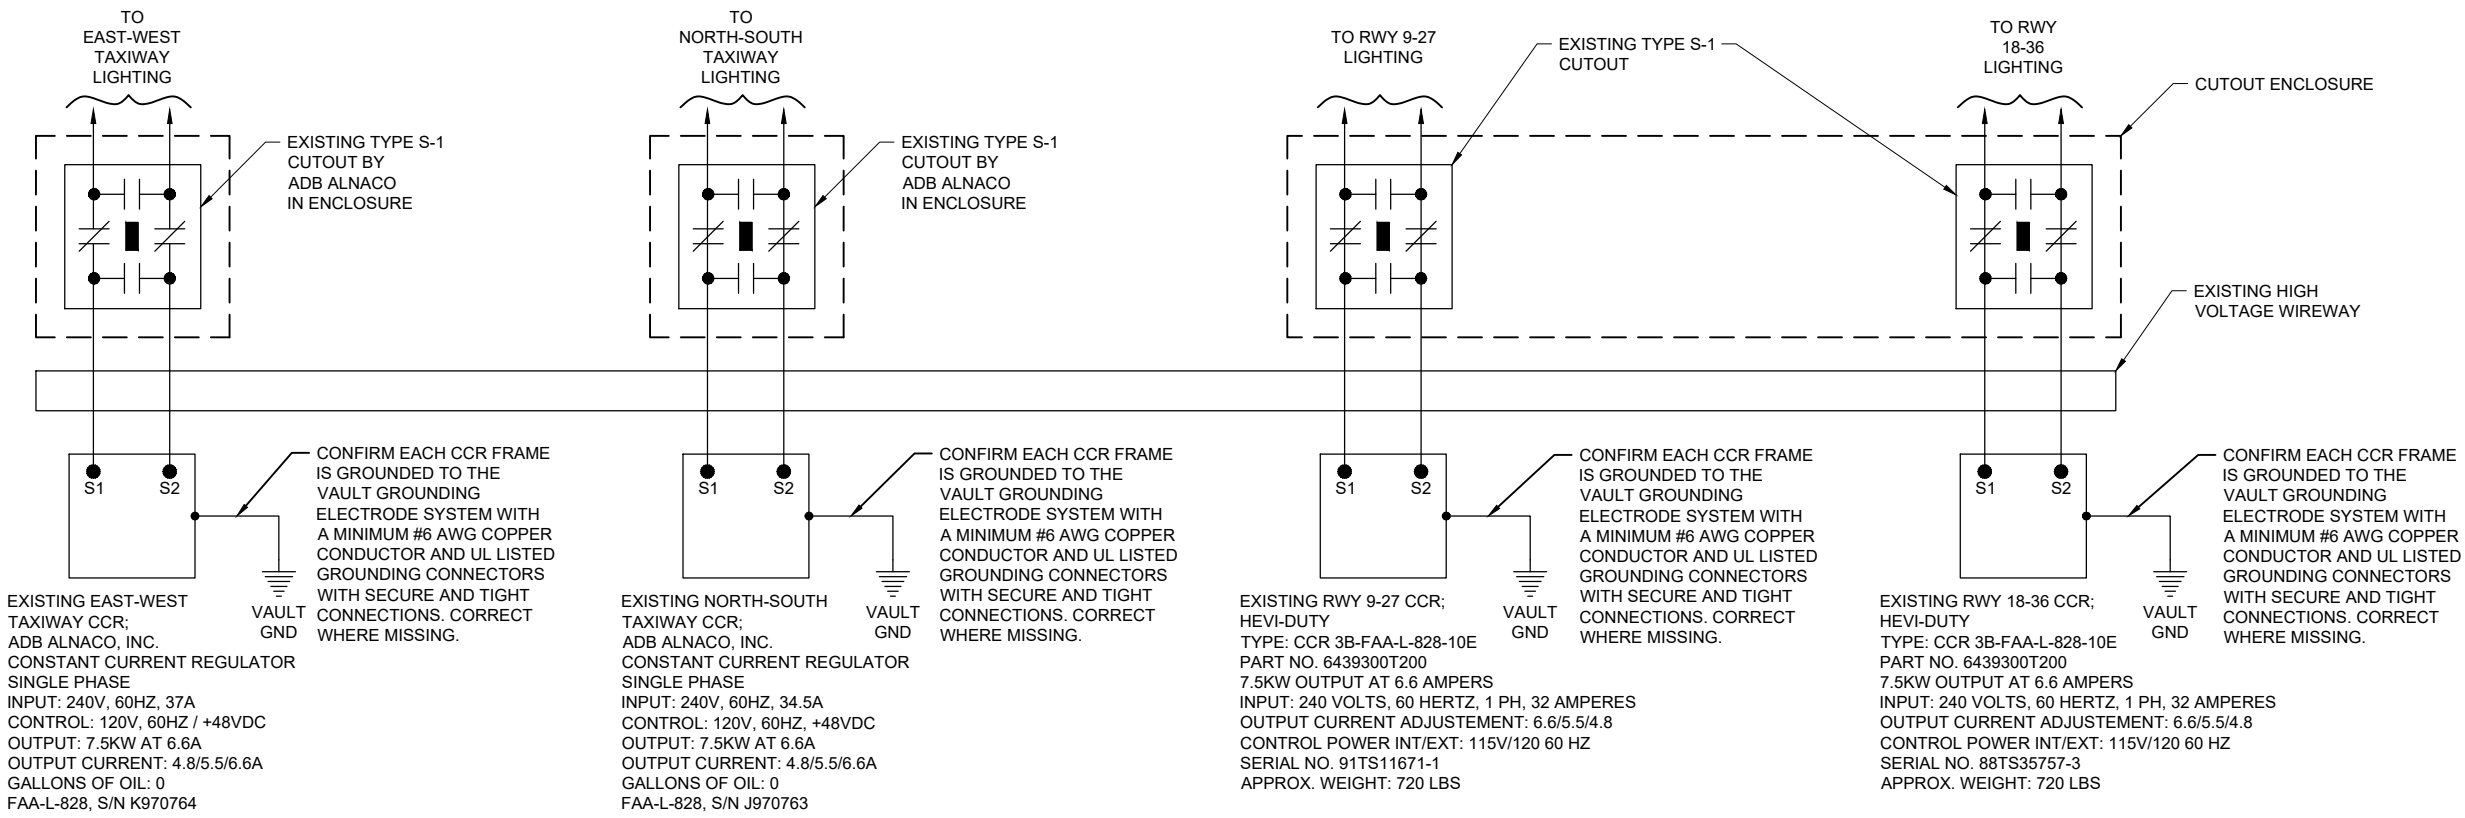 TO
EAST-WEST
TAXIWAY
LIGHTING
TO
NORTH-SOUTH
TAXIWAY
LIGHTING
TO RWY 9-27
LIGHTING
EXISTING TYPE S-1
CUTOUT
TO RWY
18-36
LIGHTING
CUTOUT ENCLOSURE
EXISTING TYPE S-1
CUTOUT BY
ADB ALNACO
IN ENCLOSURE
EXISTING TYPE S-1
CUTOUT BY
ADB ALNACO
IN ENCLOSURE
EXISTING HIGH
VOLTAGE WIREWAY
S1
S2
CONFIRM EACH CCR FRAME
IS GROUNDED TO THE
VAULT GROUNDING
ELECTRODE SYSTEM WITH
A MINIMUM #6 AWG COPPER
CONDUCTOR AND UL LISTED
GROUNDING CONNECTORS
WITH SECURE AND TIGHT
CONNECTIONS. CORRECT
WHERE MISSING.
VAULT
GND
EXISTING EAST-WEST
TAXIWAY CCR;
ADB ALNACO, INC.
CONSTANT CURRENT REGULATOR
SINGLE PHASE
INPUT: 240V, 60HZ, 37A
CONTROL: 120V, 60HZ / +48VDC
OUTPUT: 7.5KW AT 6.6A
OUTPUT CURRENT: 4.8/5.5/6.6A
GALLONS OF OIL: 0
FAA-L-828, S/N K970764
S1
S2
CONFIRM EACH CCR FRAME
IS GROUNDED TO THE
VAULT GROUNDING
ELECTRODE SYSTEM WITH
A MINIMUM #6 AWG COPPER
CONDUCTOR AND UL LISTED
GROUNDING CONNECTORS
WITH SECURE AND TIGHT
CONNECTIONS. CORRECT
WHERE MISSING.
VAULT
GND
EXISTING NORTH-SOUTH
TAXIWAY CCR;
ADB ALNACO, INC.
CONSTANT CURRENT REGULATOR
SINGLE PHASE
INPUT: 240V, 60HZ, 34.5A
CONTROL: 120V, 60HZ, +48VDC
OUTPUT: 7.5KW AT 6.6A
OUTPUT CURRENT: 4.8/5.5/6.6A
GALLONS OF OIL: 0
FAA-L-828, S/N J970763
S1
S2
CONFIRM EACH CCR FRAME
IS GROUNDED TO THE
VAULT GROUNDING
ELECTRODE SYSTEM WITH
A MINIMUM #6 AWG COPPER
CONDUCTOR AND UL LISTED
GROUNDING CONNECTORS
WITH SECURE AND TIGHT
CONNECTIONS. CORRECT
WHERE MISSING.
VAULT
GND
EXISTING RWY 9-27 CCR;
HEVI-DUTY
TYPE: CCR 3B-FAA-L-828-10E
PART NO. 6439300T200
7.5KW OUTPUT AT 6.6 AMPERS
INPUT: 240 VOLTS, 60 HERTZ, 1 PH, 32 AMPERES
OUTPUT CURRENT ADJUSTEMENT: 6.6/5.5/4.8
CONTROL POWER INT/EXT: 115V/120 60 HZ
SERIAL NO. 91TS11671-1
APPROX. WEIGHT: 720 LBS
S1
S2
CONFIRM EACH CCR FRAME
IS GROUNDED TO THE
VAULT GROUNDING
ELECTRODE SYSTEM WITH
A MINIMUM #6 AWG COPPER
CONDUCTOR AND UL LISTED
GROUNDING CONNECTORS
WITH SECURE AND TIGHT
CONNECTIONS. CORRECT
WHERE MISSING.
VAULT
GND
EXISTING RWY 18-36 CCR;
HEVI-DUTY
TYPE: CCR 3B-FAA-L-828-10E
PART NO. 6439300T200
7.5KW OUTPUT AT 6.6 AMPERS
INPUT: 240 VOLTS, 60 HERTZ, 1 PH, 32 AMPERES
OUTPUT CURRENT ADJUSTEMENT: 6.6/5.5/4.8
CONTROL POWER INT/EXT: 115V/120 60 HZ
SERIAL NO. 88TS35757-3
APPROX. WEIGHT: 720 LBS